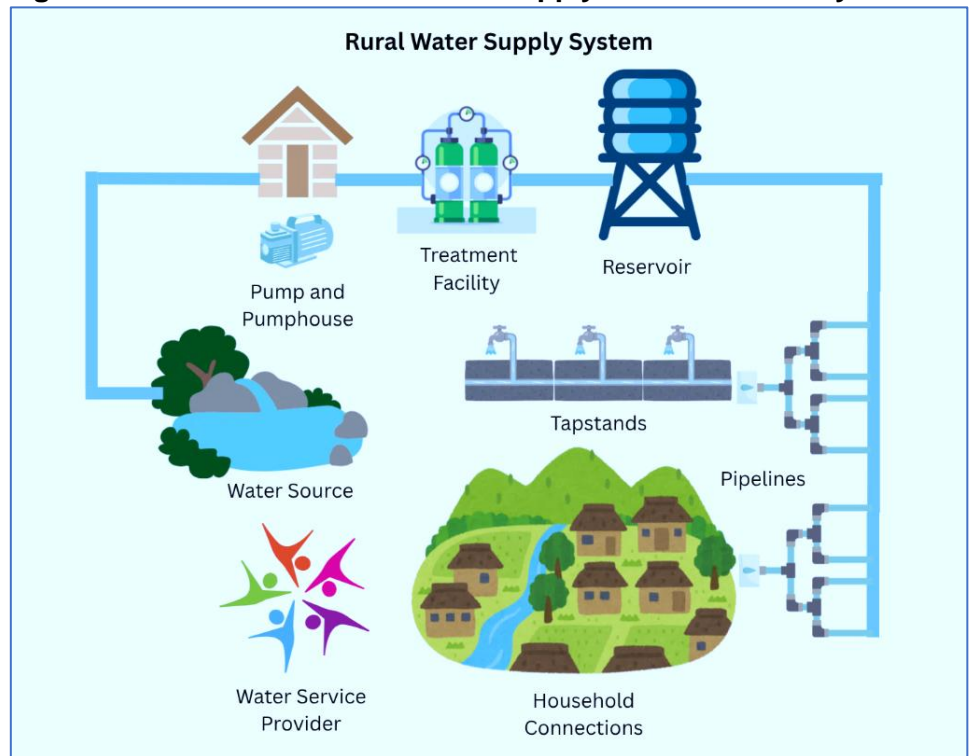 Rural Water Supply System
Pump and
Pumphouse
Treatment
Facility
Reservoir
Water Source
Tapstands
Pipelines
Water Service
Provider
Household
Connections